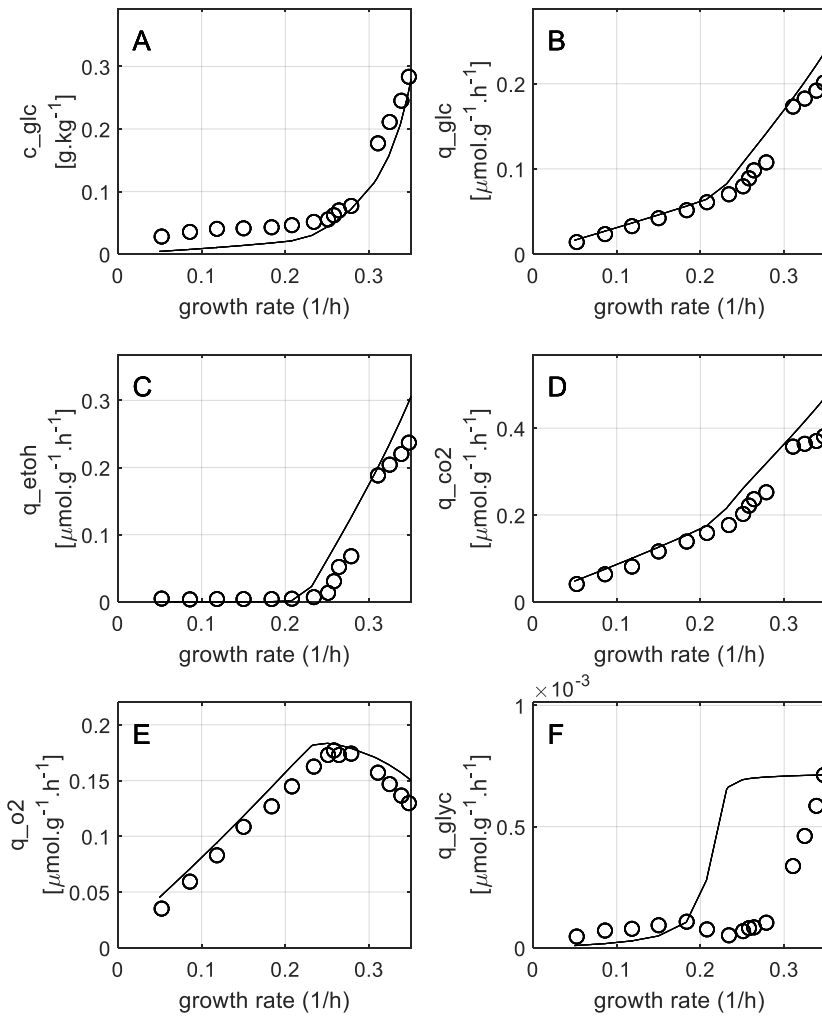 A
0.3
0.2
0.1
0
0 0.1 0.2 0.3
c_glc
[g.kg⁻¹]
growth rate (1/h)
B
0.2
0.1
0
0 0.1 0.2 0.3
q_glc
[μmol.g⁻¹.h⁻¹]
growth rate (1/h)
C
0.3
0.2
0.1
0
0 0.1 0.2 0.3
q_etoh
[μmol.g⁻¹.h⁻¹]
growth rate (1/h)
D
0.4
0.2
0
0 0.1 0.2 0.3
q_co2
[μmol.g⁻¹.h⁻¹]
growth rate (1/h)
E
0.2
0.15
0.1
0.05
0
0 0.1 0.2 0.3
q_o2
[μmol.g⁻¹.h⁻¹]
growth rate (1/h)
×10⁻³
F
1
0.5
0
0 0.1 0.2 0.3
q_glyc
[μmol.g⁻¹.h⁻¹]
growth rate (1/h)